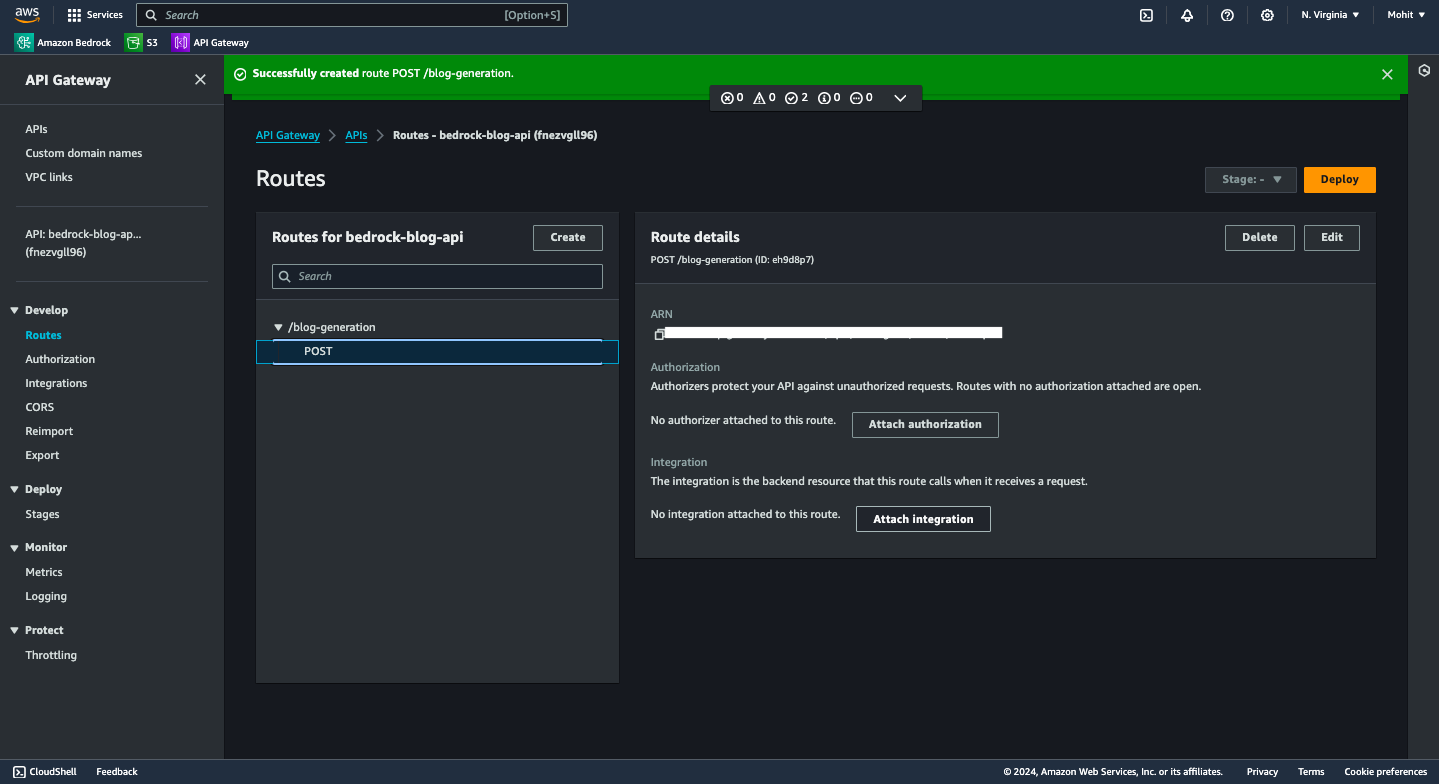 aws
Services
Search
[Option+S]
N. Virginia
Mohit
Amazon Bedrock
S3
API Gateway
API Gateway
APIs
Custom domain names
VPC links
API: bedrock-blog-ap...
(fnezvgll96)
Develop
Routes
Authorization
Integrations
CORS
Reimport
Export
Deploy
Stages
Monitor
Metrics
Logging
Protect
Throttling
Successfully created route POST /blog-generation.
0 0 2 0 0
API Gateway
APIs
Routes - bedrock-blog-api (fnezvgll96)
Routes
Stage: -
Deploy
Routes for bedrock-blog-api
Create
Search
/blog-generation
POST
Route details
Delete
Edit
POST /blog-generation (ID: eh9d8p7)
ARN
Authorization
Authorizers protect your API against unauthorized requests. Routes with no authorization attached are open.
No authorizer attached to this route.
Attach authorization
Integration
The integration is the backend resource that this route calls when it receives a request.
No integration attached to this route.
Attach integration
CloudShell
Feedback
© 2024, Amazon Web Services, Inc. or its affiliates.
Privacy
Terms
Cookie preferences